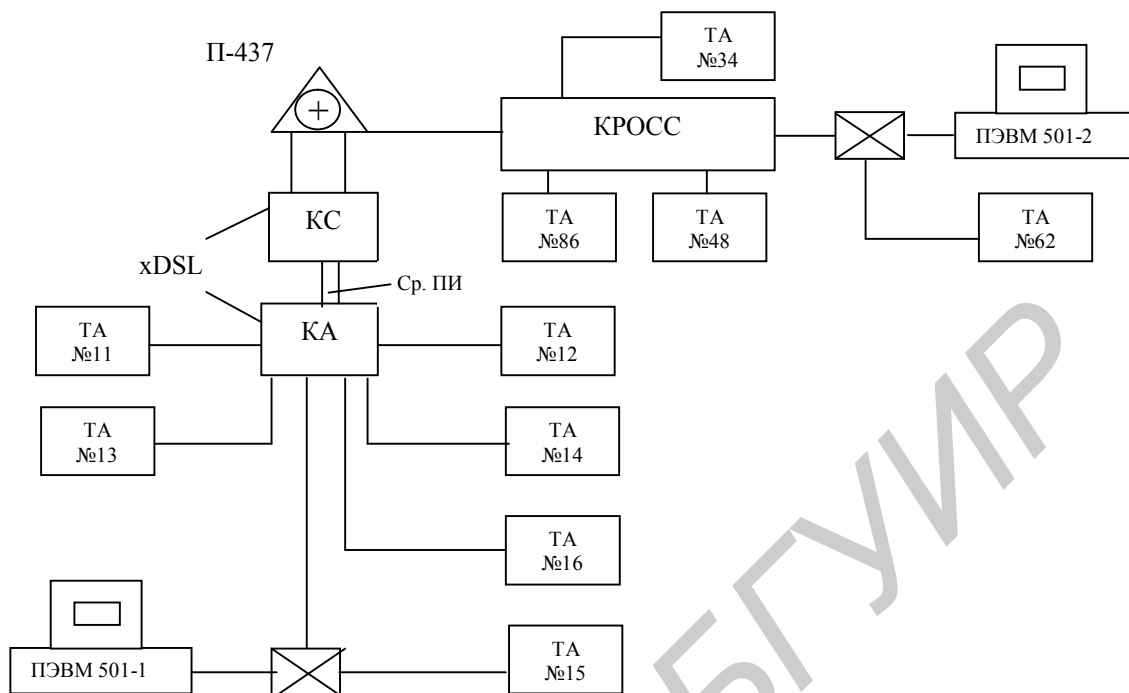 П-437
ТА
№34
КРОСС
ПЭВМ 501-2
КС
ТА
№86
ТА
№48
ТА
№62
xDSL
Ср. ПИ
КА
ТА
№11
ТА
№12
ТА
№13
ТА
№14
ТА
№16
ПЭВМ 501-1
ТА
№15
БГУИР